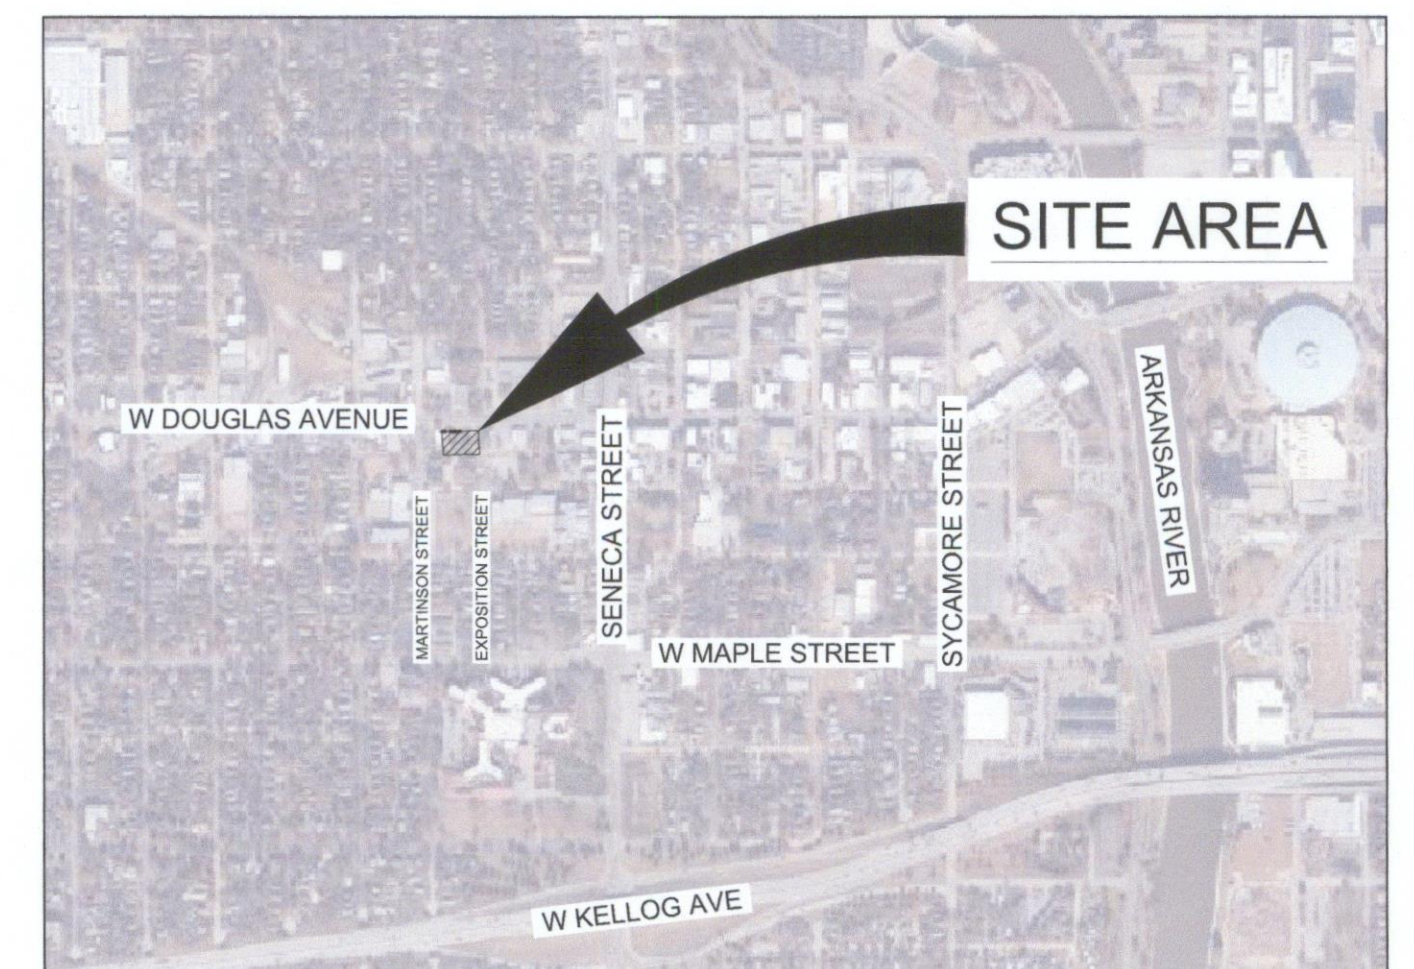 SITE AREA
W DOUGLAS AVENUE
ARKANSAS RIVER
MARTINSON STREET
EXPOSITION STREET
SENECA STREET
SYCAMORE STREET
W MAPLE STREET
W KELLOG AVE